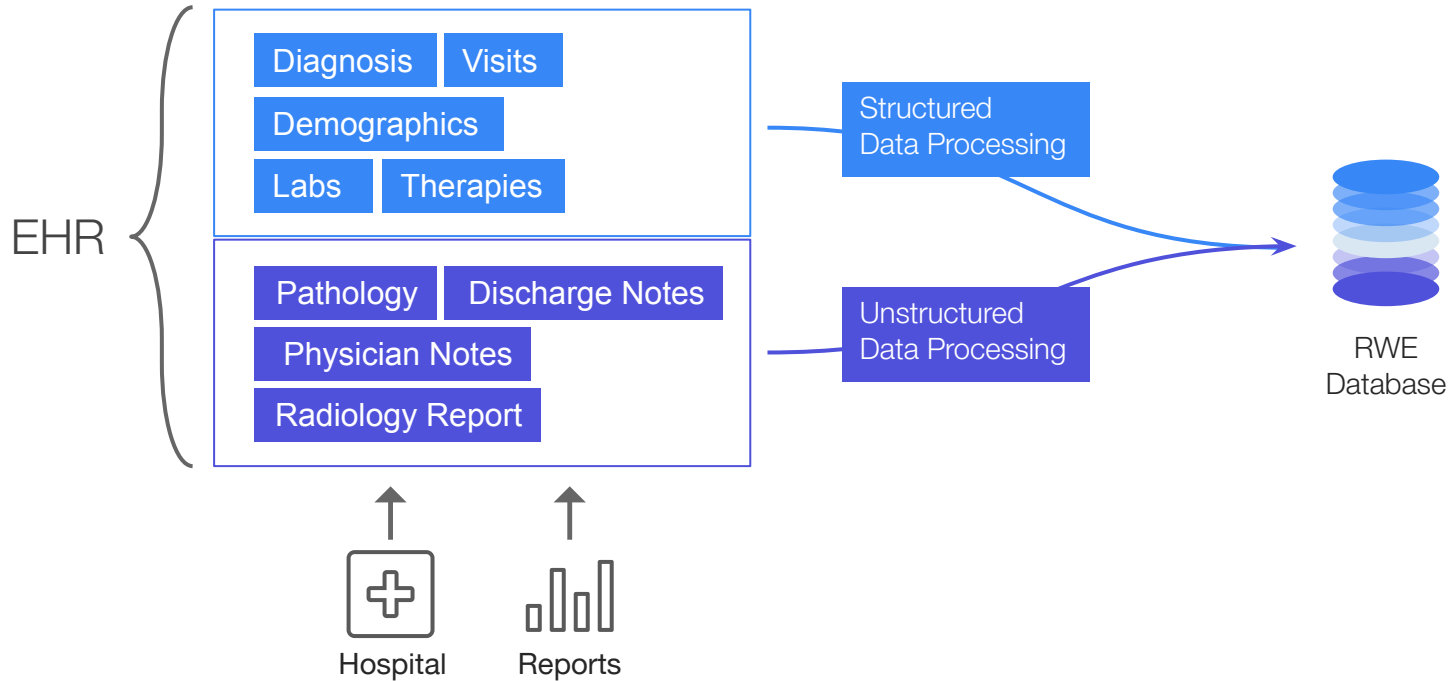 EHR
Diagnosis
Visits
Demographics
Labs
Therapies
Pathology
Discharge Notes
Physician Notes
Radiology Report
Hospital
Reports
Structured
Data Processing
Unstructured
Data Processing
RWE
Database